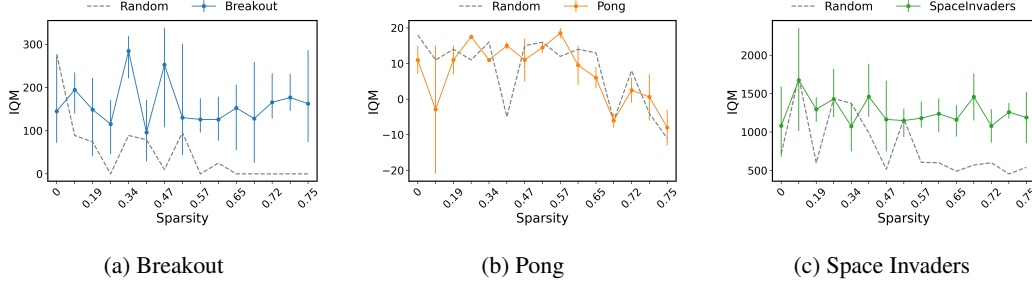 Random Breakout
IQM
300
200
100
0
0 0.19 0.34 0.47 0.57 0.65 0.72 0.75
Sparsity
(a) Breakout
Random Pong
IQM
20
10
0
−10
−20
0 0.19 0.34 0.47 0.57 0.65 0.72 0.75
Sparsity
(b) Pong
Random SpaceInvaders
IQM
2000
1500
1000
500
0 0.19 0.34 0.47 0.57 0.65 0.72 0.75
Sparsity
(c) Space Invaders